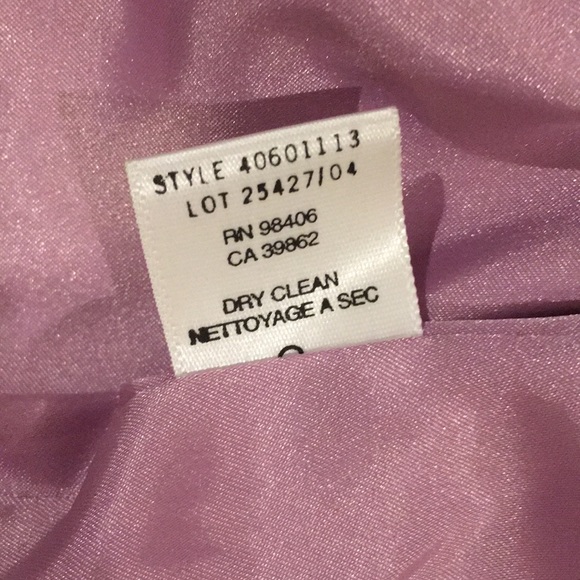 STYLE 40601113
LOT 25427/04
RN 98406
CA 39862
DRY CLEAN
NETTOYAGE A SEC